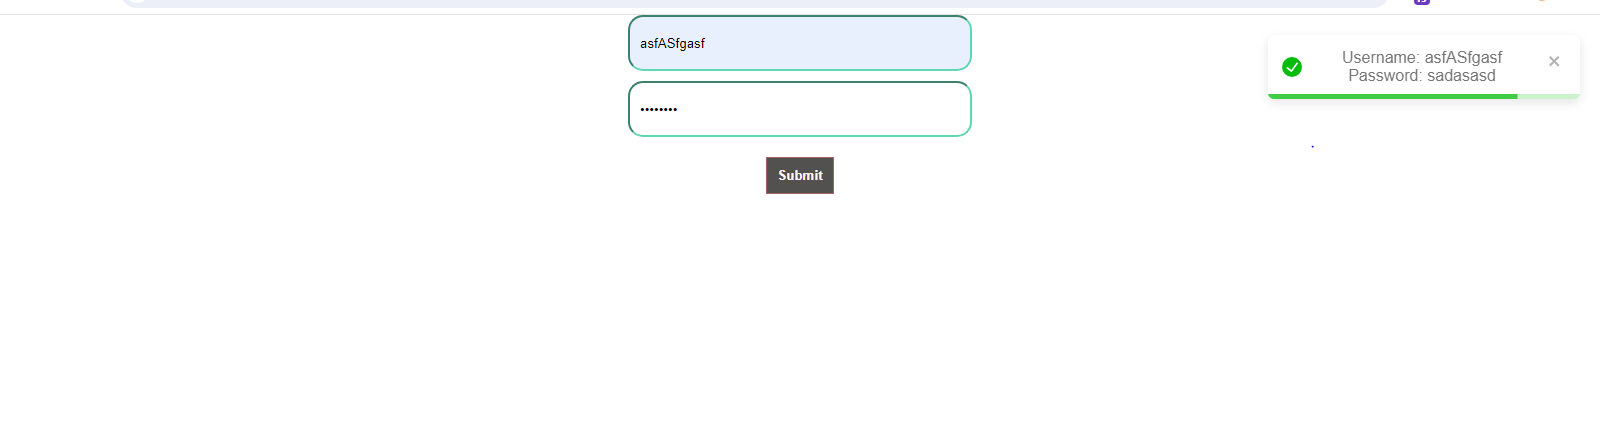 asfASfgasf
••••••••
Submit
Username: asfASfgasf
Password: sadasasd